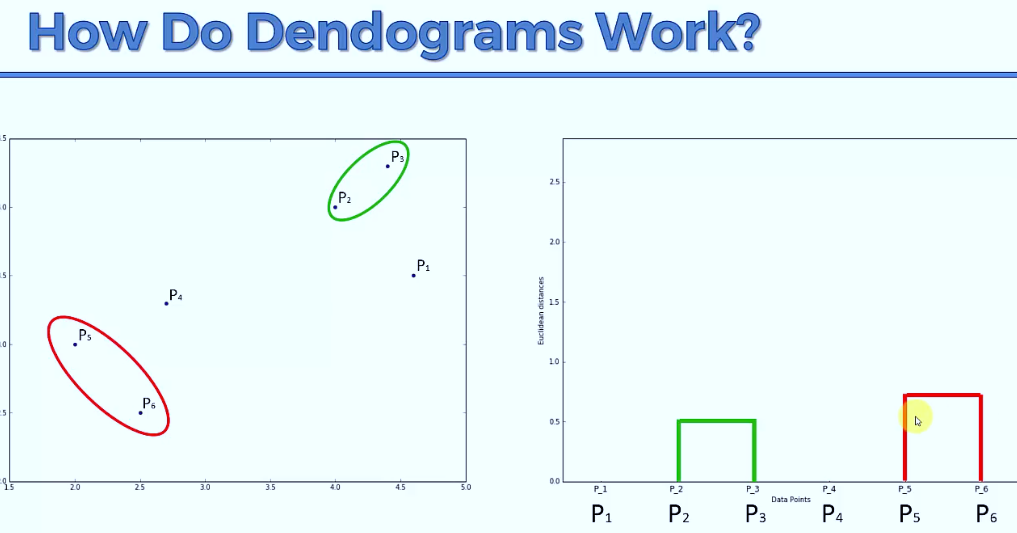 How Do Dendograms Work?
P3
P2
P1
P4
P5
P6
1.5 2.0 2.5 3.0 3.5 4.0 4.5 5.0
2.5
2.0
1.5
1.0
0.5
0.0
Euclidean distances
P_1 P_2 P_3 P_4 P_5 P_6
Data Points
P1 P2 P3 P4 P5 P6